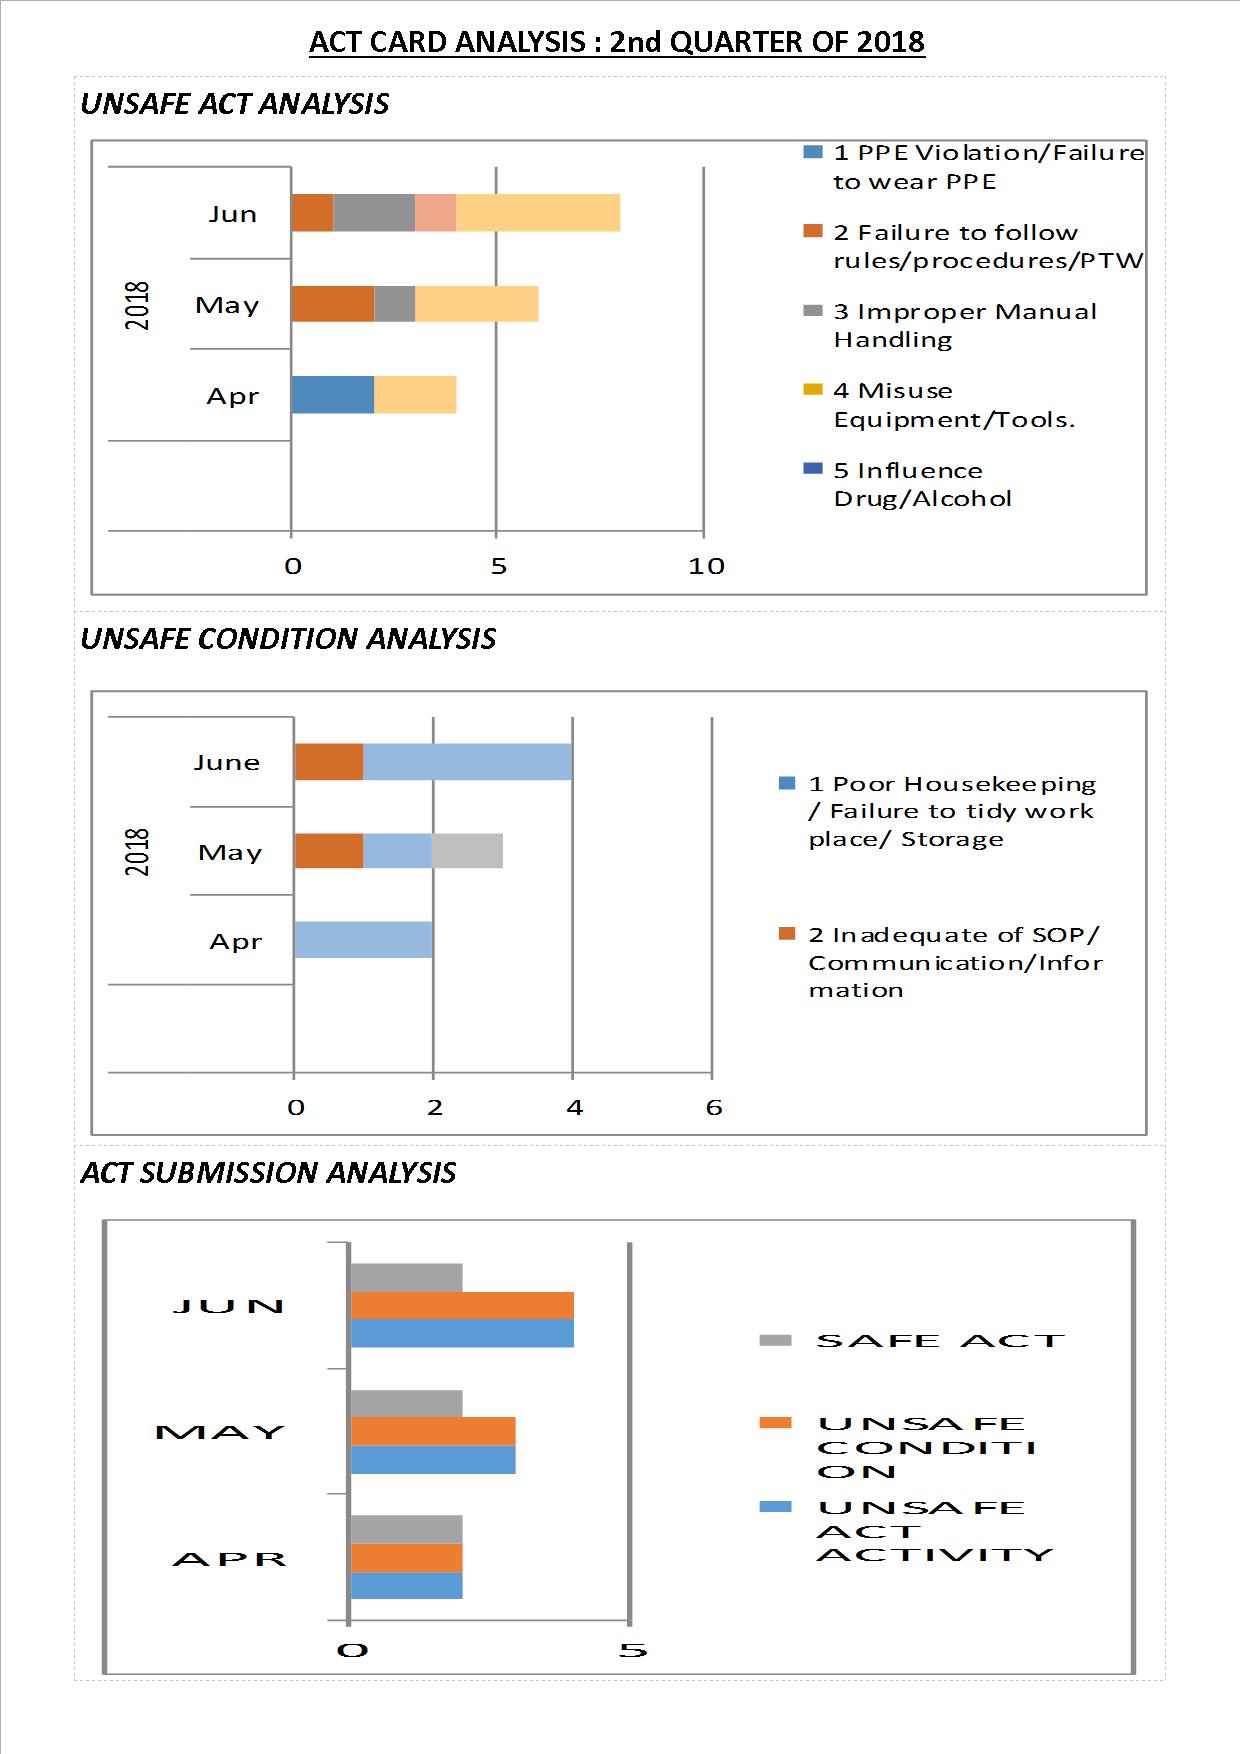 ACT CARD ANALYSIS : 2nd QUARTER OF 2018
UNSAFE ACT ANALYSIS
Jun
May
Apr
2018
0 5 10
1 PPE Violation/Failure
to wear PPE
2 Failure to follow
rules/procedures/PTW
3 Improper Manual
Handling
4 Misuse
Equipment/Tools.
5 Influence
Drug/Alcohol
UNSAFE CONDITION ANALYSIS
June
May
Apr
2018
0 2 4 6
1 Poor Housekeeping
/ Failure to tidy work
place/ Storage
2 Inadequate of SOP/
Communication/Infor
mation
ACT SUBMISSION ANALYSIS
JUN
MAY
APR
0 5
SAFE ACT
UNSAFE
CONDITI
ON
UNSAFE
ACT
ACTIVITY